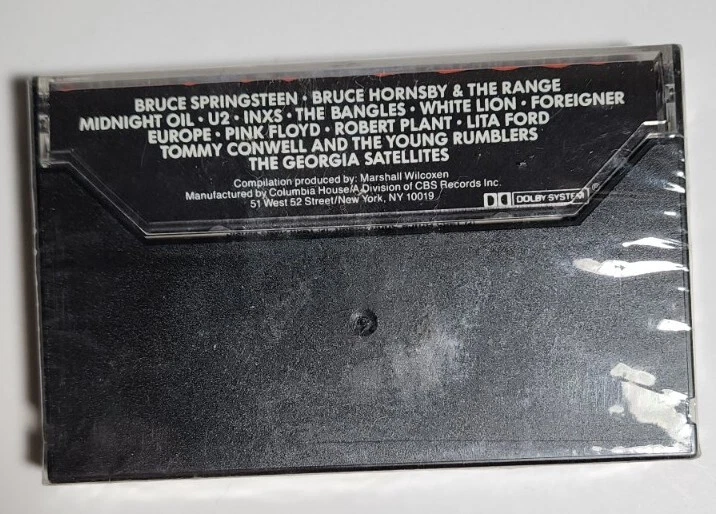 BRUCE SPRINGSTEEN • BRUCE HORNSBY & THE RANGE
MIDNIGHT OIL • U2 • INXS • THE BANGLES • WHITE LION • FOREIGNER
EUROPE • PINK FLOYD • ROBERT PLANT • LITA FORD
TOMMY CONWELL AND THE YOUNG RUMBLERS
THE GEORGIA SATELLITES
Compilation produced by: Marshall Wilcoxen
Manufactured by Columbia House/A Division of CBS Records Inc.
51 West 52 Street/New York, NY 10019
DOLBY SYSTEM ®